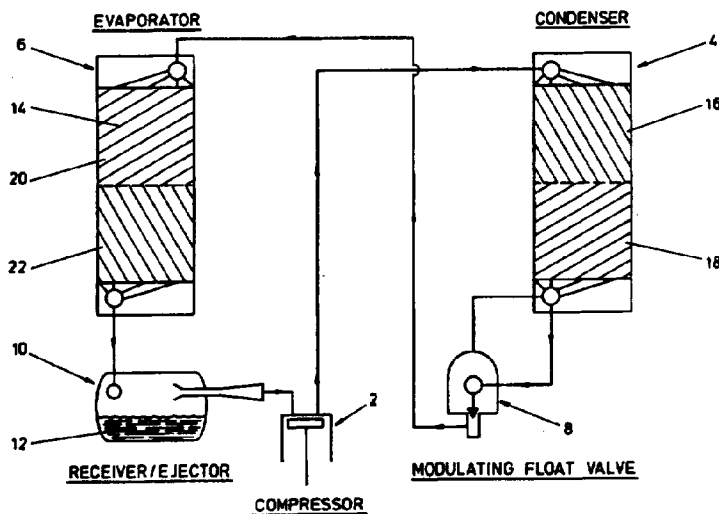 EVAPORATOR
CONDENSER
6
4
14
16
20
22
18
10
2
12
8
RECEIVER/EJECTOR
MODULATING FLOAT VALVE
COMPRESSOR